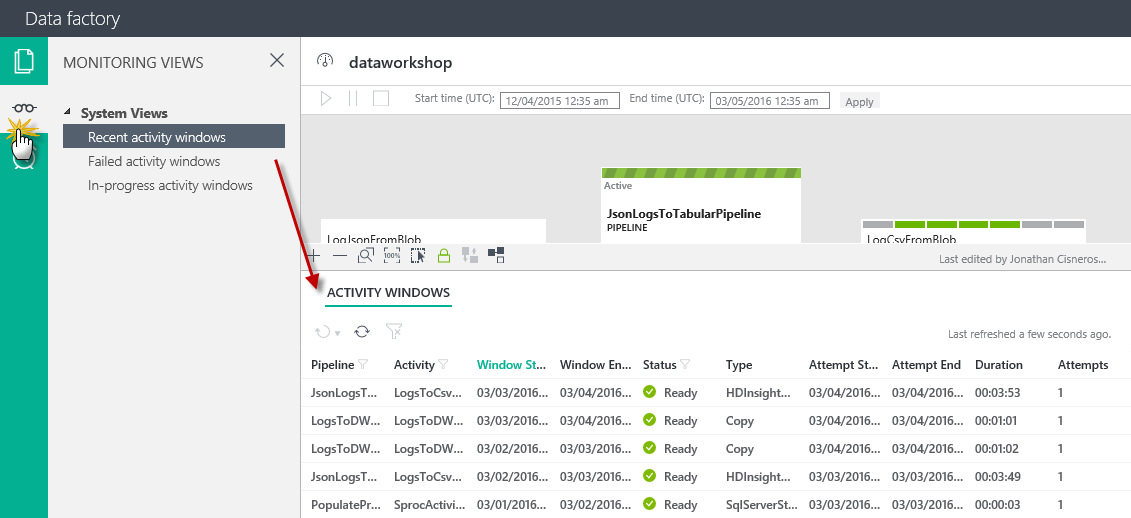 Data factory
MONITORING VIEWS
System Views
Recent activity windows
Failed activity windows
In-progress activity windows
dataworkshop
Start time (UTC): 12/04/2015 12:35 am End time (UTC): 03/05/2016 12:35 am Apply
Active
JsonLogsToTabularPipeline
PIPELINE
LogJsonFromBlob
LogCsvFromBlob
100%
Last edited by Jonathan Cisneros...
ACTIVITY WINDOWS
Last refreshed a few seconds ago.
Pipeline Activity Window St... Window En... Status Type Attempt St... Attempt End Duration Attempts
JsonLogsT... LogsToCsv... 03/03/2016... 03/04/2016... Ready HDInsight... 03/04/2016... 03/04/2016... 00:03:53 1
LogsToDW... LogsToDW... 03/03/2016... 03/04/2016... Ready Copy 03/04/2016... 03/04/2016... 00:01:01 1
LogsToDW... LogsToDW... 03/02/2016... 03/03/2016... Ready Copy 03/04/2016... 03/04/2016... 00:01:02 1
JsonLogsT... LogsToCsv... 03/02/2016... 03/03/2016... Ready HDInsight... 03/03/2016... 03/03/2016... 00:03:49 1
PopulatePr... SprocActivi... 03/01/2016... 03/02/2016... Ready SqlServerSt... 03/03/2016... 03/03/2016... 00:00:03 1